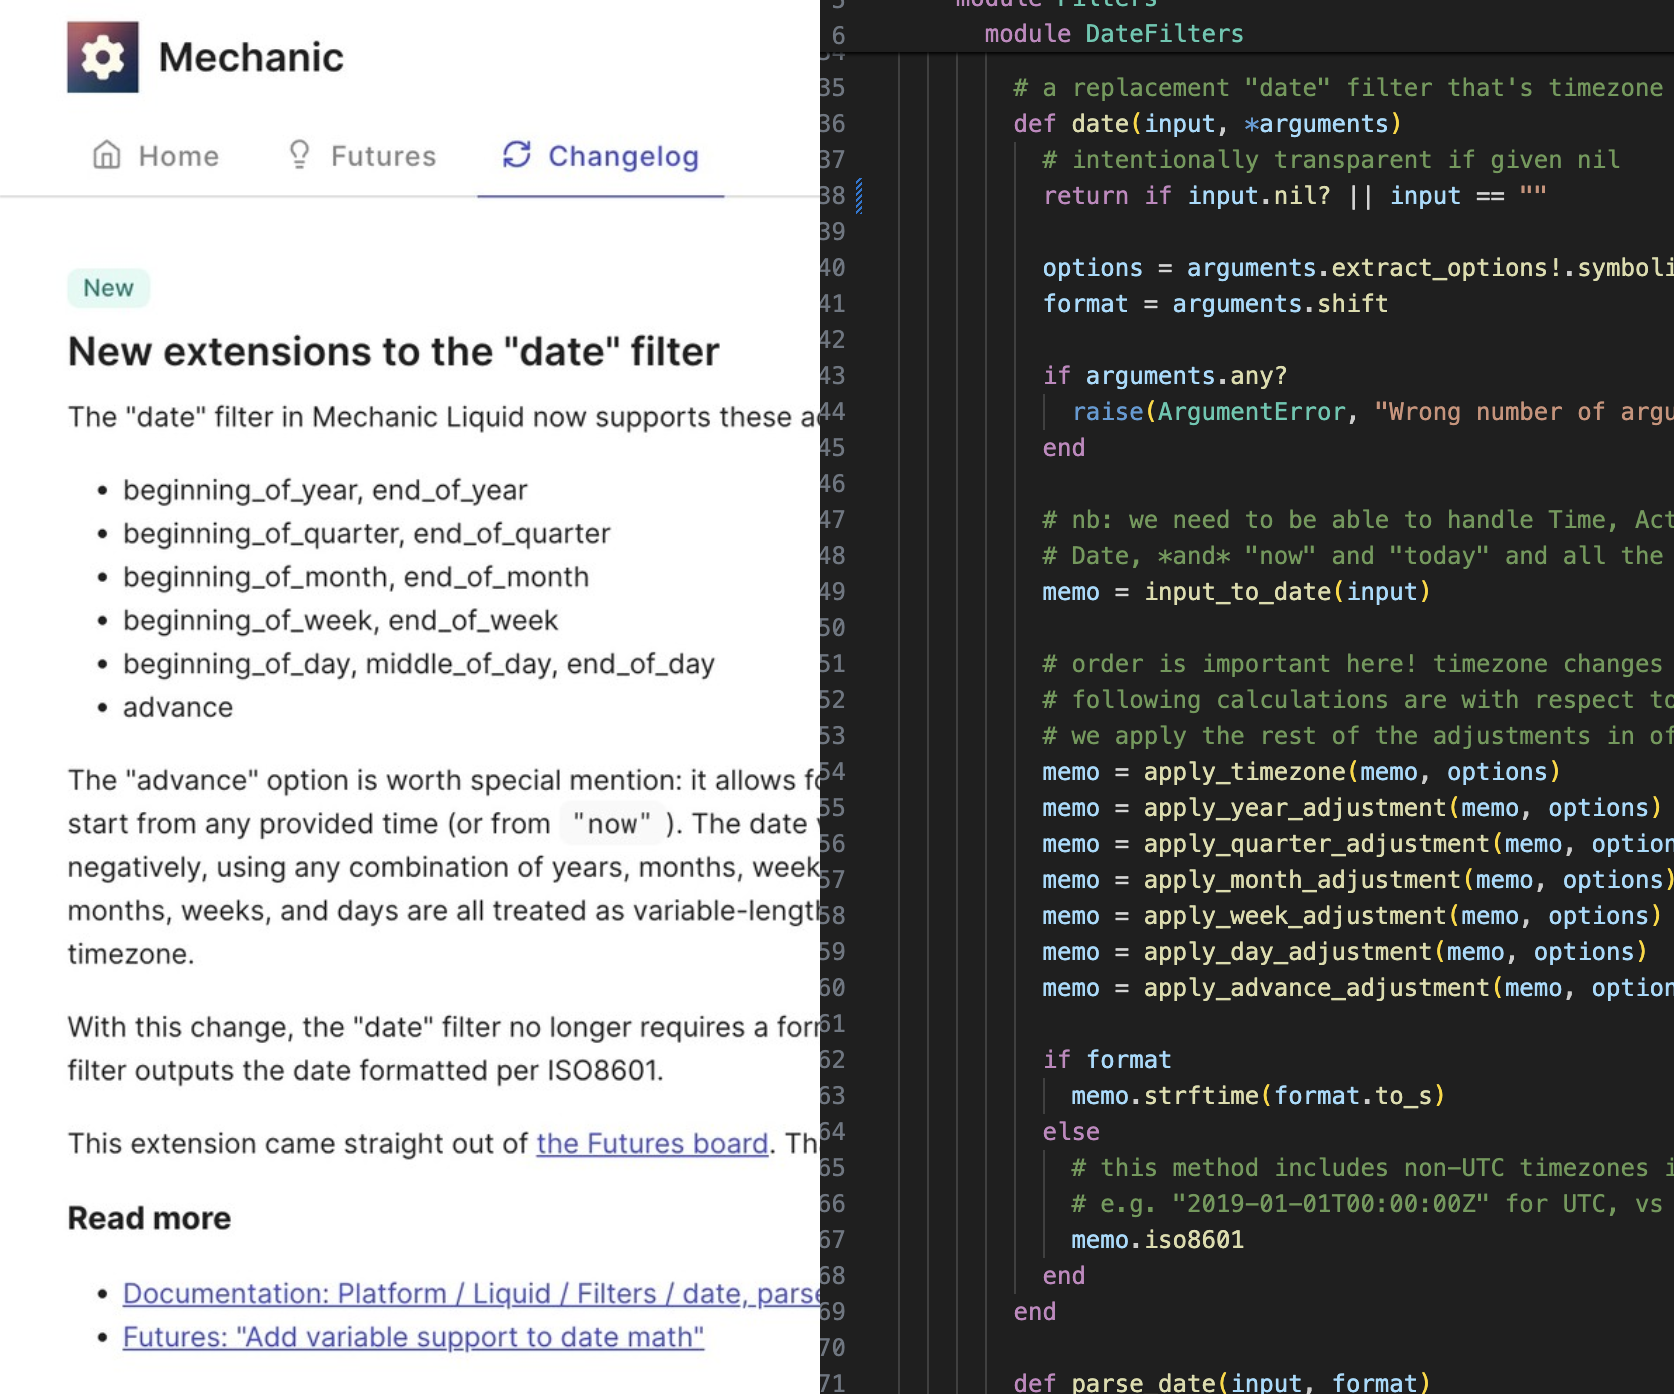 Mechanic
Home
Futures
Changelog
New
New extensions to the "date" filter
The "date" filter in Mechanic Liquid now supports these
• beginning_of_year, end_of_year
• beginning_of_quarter, end_of_quarter
• beginning_of_month, end_of_month
• beginning_of_week, end_of_week
• beginning_of_day, middle_of_day, end_of_day
• advance
The "advance" option is worth special mention: it allows
start from any provided time (or from "now" ). The date
negatively, using any combination of years, months, week
months, weeks, and days are all treated as variable-length
timezone.
With this change, the "date" filter no longer requires a
filter outputs the date formatted per ISO8601.
This extension came straight out of the Futures board. Th
Read more
• Documentation: Platform / Liquid / Filters / date, parse
• Futures: "Add variable support to date math"
module Filters
6 module DateFilters
35 # a replacement "date" filter that's timezone
36 def date(input, *arguments)
37 # intentionally transparent if given nil
38 return if input.nil? || input == ""
39
40 options = arguments.extract_options!.symboli
41 format = arguments.shift
42
43 if arguments.any?
44 raise(ArgumentError, "Wrong number of argu
45 end
46
47 # nb: we need to be able to handle Time, Act
48 # Date, *and* "now" and "today" and all the
49 memo = input_to_date(input)
50
51 # order is important here! timezone changes
52 # following calculations are with respect to
53 # we apply the rest of the adjustments in of
54 memo = apply_timezone(memo, options)
55 memo = apply_year_adjustment(memo, options)
56 memo = apply_quarter_adjustment(memo, option
57 memo = apply_month_adjustment(memo, options)
58 memo = apply_week_adjustment(memo, options)
59 memo = apply_day_adjustment(memo, options)
60 memo = apply_advance_adjustment(memo, option
61
62 if format
63 memo.strftime(format.to_s)
64 else
65 # this method includes non-UTC timezones i
66 # e.g. "2019-01-01T00:00:00Z" for UTC, vs
67 memo.iso8601
68 end
69 end
70
71 def parse_date(input, format)